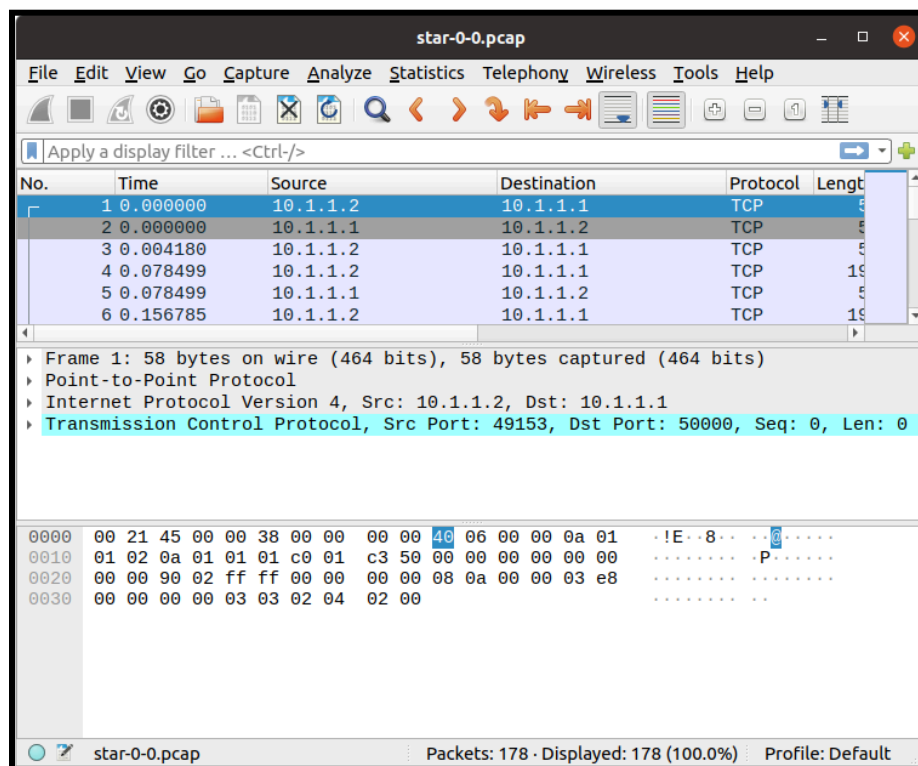 star-0-0.pcap
File Edit View Go Capture Analyze Statistics Telephony Wireless Tools Help
Apply a display filter … <Ctrl-/>
No. Time Source Destination Protocol Lengt
1 0.000000 10.1.1.2 10.1.1.1 TCP 5
2 0.000000 10.1.1.1 10.1.1.2 TCP 5
3 0.004180 10.1.1.2 10.1.1.1 TCP 5
4 0.078499 10.1.1.2 10.1.1.1 TCP 19
5 0.078499 10.1.1.1 10.1.1.2 TCP 5
6 0.156785 10.1.1.2 10.1.1.1 TCP 19
Frame 1: 58 bytes on wire (464 bits), 58 bytes captured (464 bits)
Point-to-Point Protocol
Internet Protocol Version 4, Src: 10.1.1.2, Dst: 10.1.1.1
Transmission Control Protocol, Src Port: 49153, Dst Port: 50000, Seq: 0, Len: 0
0000 00 21 45 00 00 38 00 00 00 00 40 06 00 00 0a 01 ·!E··8·· ··@·····
0010 01 02 0a 01 01 01 c0 01 c3 50 00 00 00 00 00 00 ········ ·P······
0020 00 00 90 02 ff ff 00 00 00 00 08 0a 00 00 03 e8 ········ ········
0030 00 00 00 00 03 03 02 04 02 00 ········ ··
star-0-0.pcap Packets: 178 · Displayed: 178 (100.0%) Profile: Default